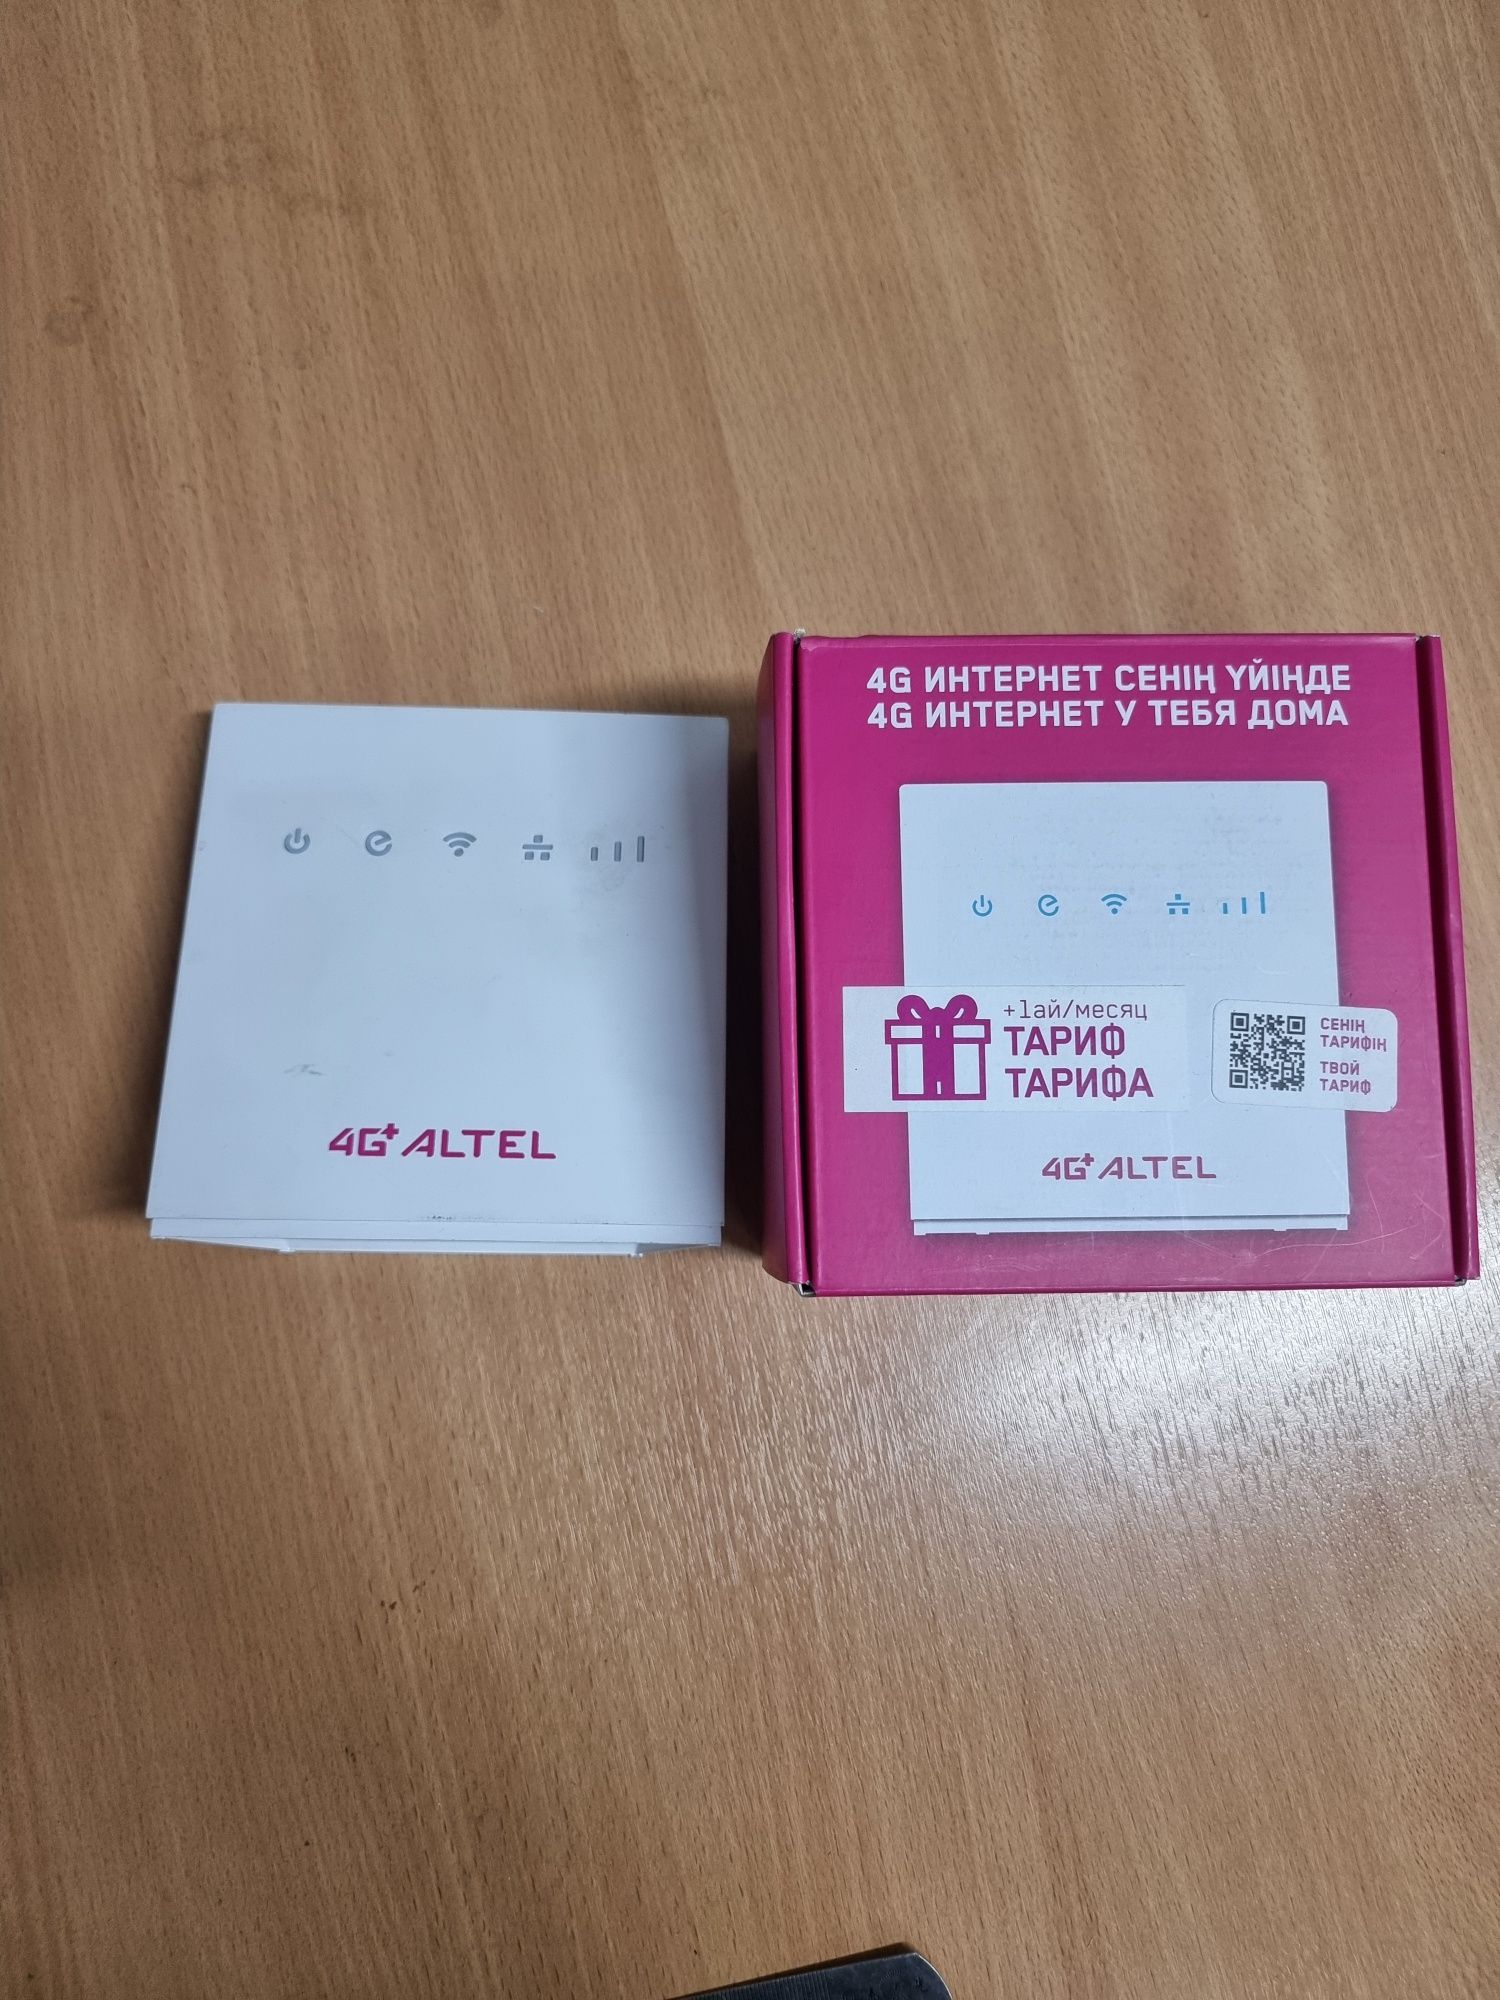 4G+ ALTEL
4G ИНТЕРНЕТ СЕНІҢ ҮЙІҢДЕ
4G ИНТЕРНЕТ У ТЕБЯ ДОМА
+1ай/месяц
ТАРИФ
ТАРИФА
СЕНІҢ
ТАРИФІҢ
ТВОЙ
ТАРИФ
4G+ ALTEL